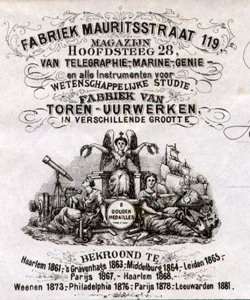 FABRIEK MAURITSSTRAAT 119,
MAGAZIJN
HOOFDSTEEG 28,
VAN TELEGRAPHIE,-MARINE,-GENIE-
en alle Instrumenten voor
WETENSCHAPPELIJKE STUDIE.
FABRIEK VAN
TOREN-UURWERKEN.
IN VERSCHILLENDE GROOTTE
2
GOUDEN
MEDAILLES
BEKROOND TE
Haarlem 1861,-'s Gravenhats 1863,-Middelburg 1864,-Leiden 1865,-
Parijs 1867,-Haarlem 1868.-
Weenen 1873,-Philadelphia 1876;-Parijs 1878;-Leeuwarden 1881.